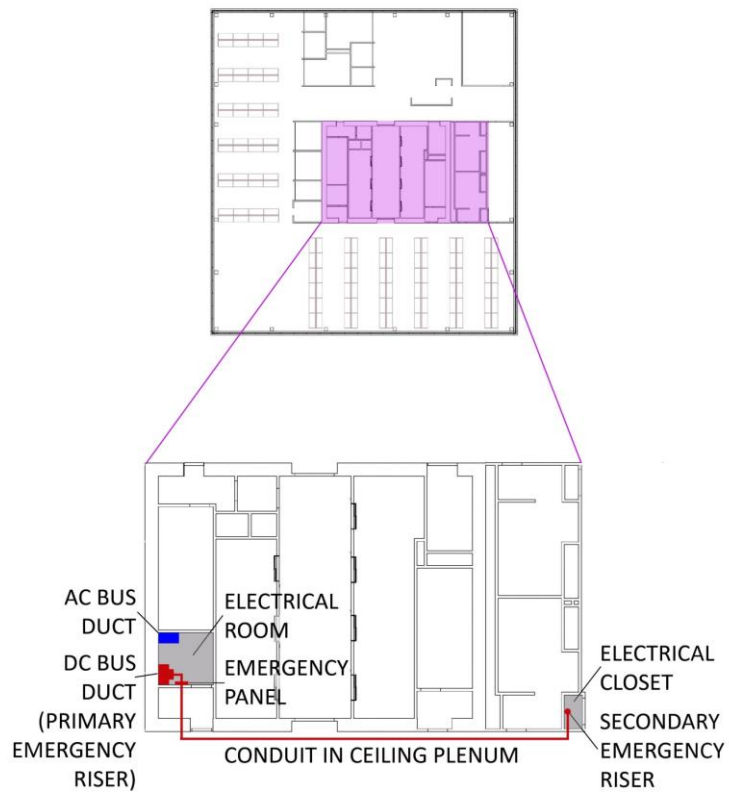 AC BUS
DUCT
ELECTRICAL
ROOM
DC BUS
DUCT
(PRIMARY
EMERGENCY
RISER)
EMERGENCY
PANEL
CONDUIT IN CEILING PLENUM
ELECTRICAL
CLOSET
SECONDARY
EMERGENCY
RISER